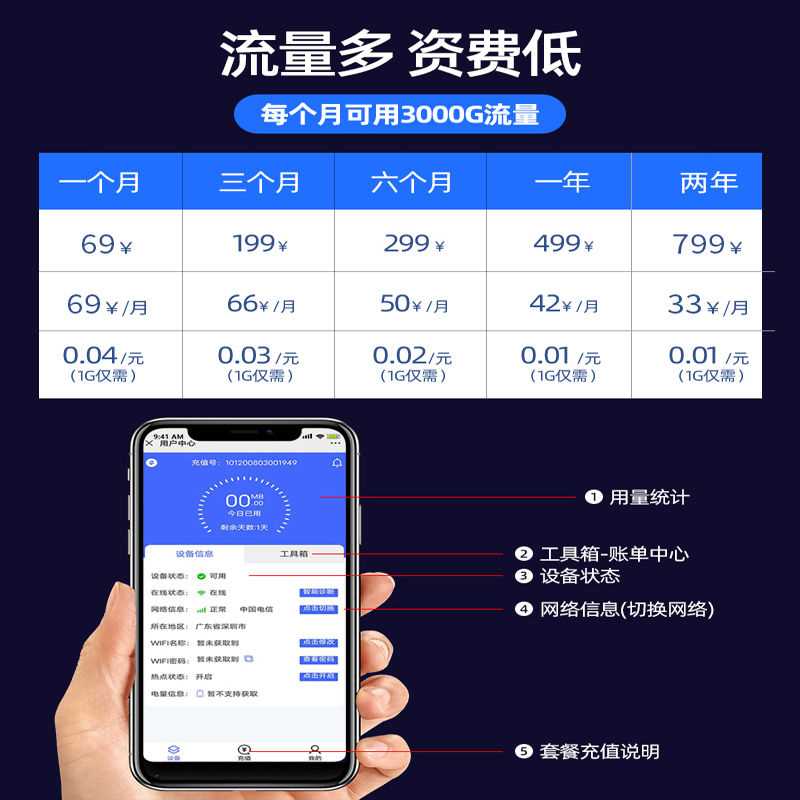 流量多 资费低
每个月可用3000G流量
一个月 三个月 六个月 一年 两年
69¥ 199¥ 299¥ 499¥ 799¥
69¥/月 66¥/月 50¥/月 42¥/月 33¥/月
0.04/元 0.03/元 0.02/元 0.01/元 0.01/元
(1G仅需) (1G仅需) (1G仅需) (1G仅需) (1G仅需)
9:41 AM
用户中心
充值号：101200803001949
00MB
.00
今日已用
剩余天数:1天
设备信息 工具箱
设备状态： 可用
在线状态： 在线 智能诊断
网络信息： 正常 中国电信 点击切换
所在地区： 广东省深圳市
WIFI名称： 暂未获取到 点击修改
WIFI密码： 暂未获取到 查看密码
热点状态： 开启 点击开启
电量信息： 暂不支持获取
设备 充值 我的
1 用量统计
2 工具箱-账单中心
3 设备状态
4 网络信息(切换网络)
5 套餐充值说明